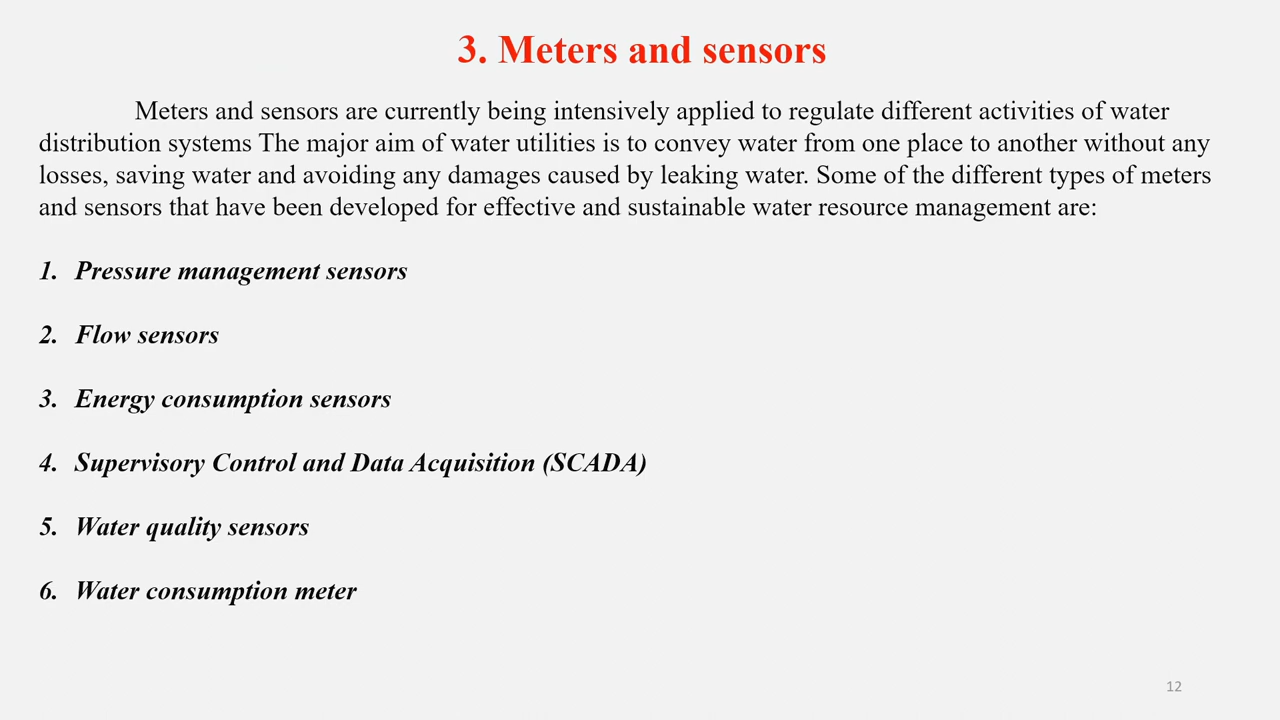 3. Meters and sensors
Meters and sensors are currently being intensively applied to regulate different activities of water
distribution systems The major aim of water utilities is to convey water from one place to another without any
losses, saving water and avoiding any damages caused by leaking water. Some of the different types of meters
and sensors that have been developed for effective and sustainable water resource management are:
1. Pressure management sensors
2. Flow sensors
3. Energy consumption sensors
4. Supervisory Control and Data Acquisition (SCADA)
5. Water quality sensors
6. Water consumption meter
12